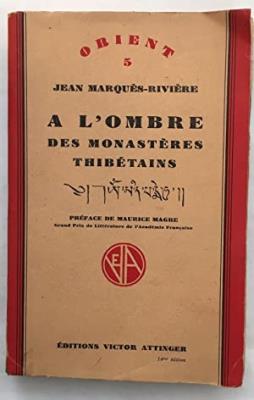 ORIENT
5
JEAN MARQUÈS-RIVIÈRE
A L'OMBRE
DES MONASTÈRES
THIBÉTAINS
PRÉFACE DE MAURICE MAGRE
Grand Prix de Littérature de l'Académie Française
ÉDITIONS VICTOR ATTINGER
édition